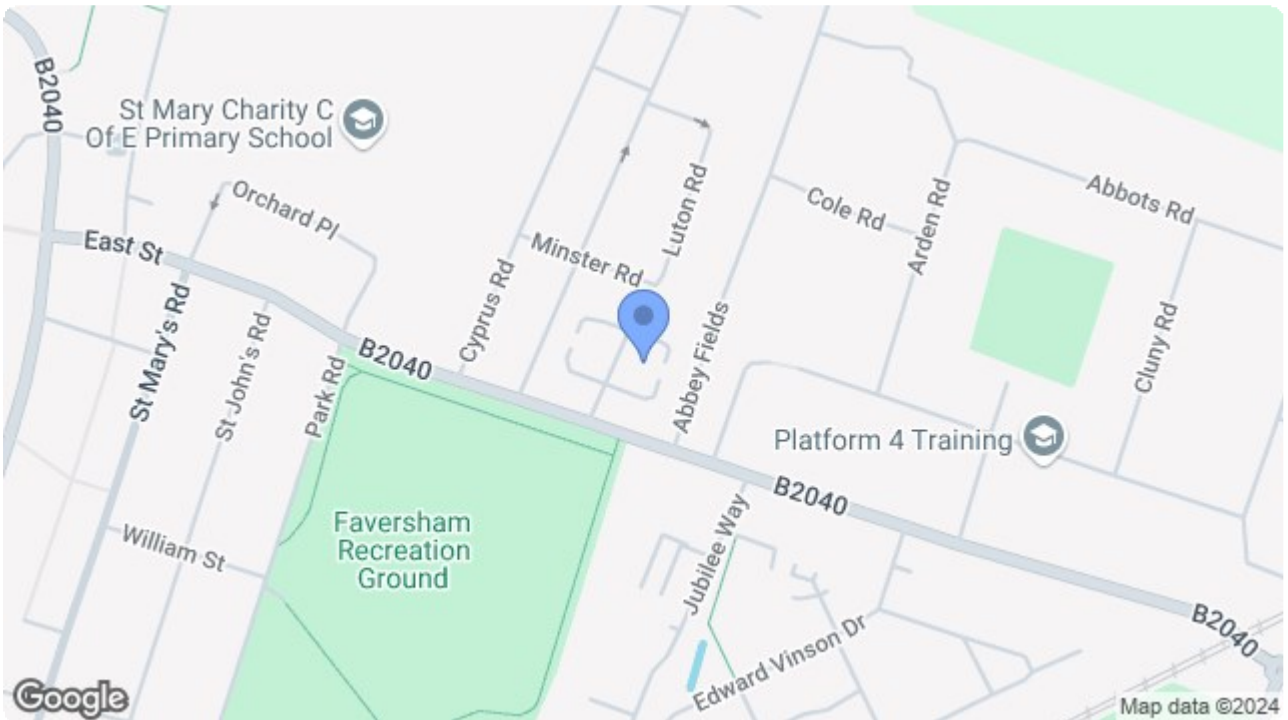 B2040
St Mary Charity C
Of E Primary School
Orchard Pl
East St
St Mary's Rd
St John's Rd
Park Rd
William St
B2040
Cyprus Rd
Minster Rd
Luton Rd
Abbey Fields
Cole Rd
Arden Rd
Abbots Rd
Cluny Rd
Platform 4 Training
B2040
Faversham
Recreation
Ground
Jubilee Way
Edward Vinson Dr
B2040
Google
Map data ©2024